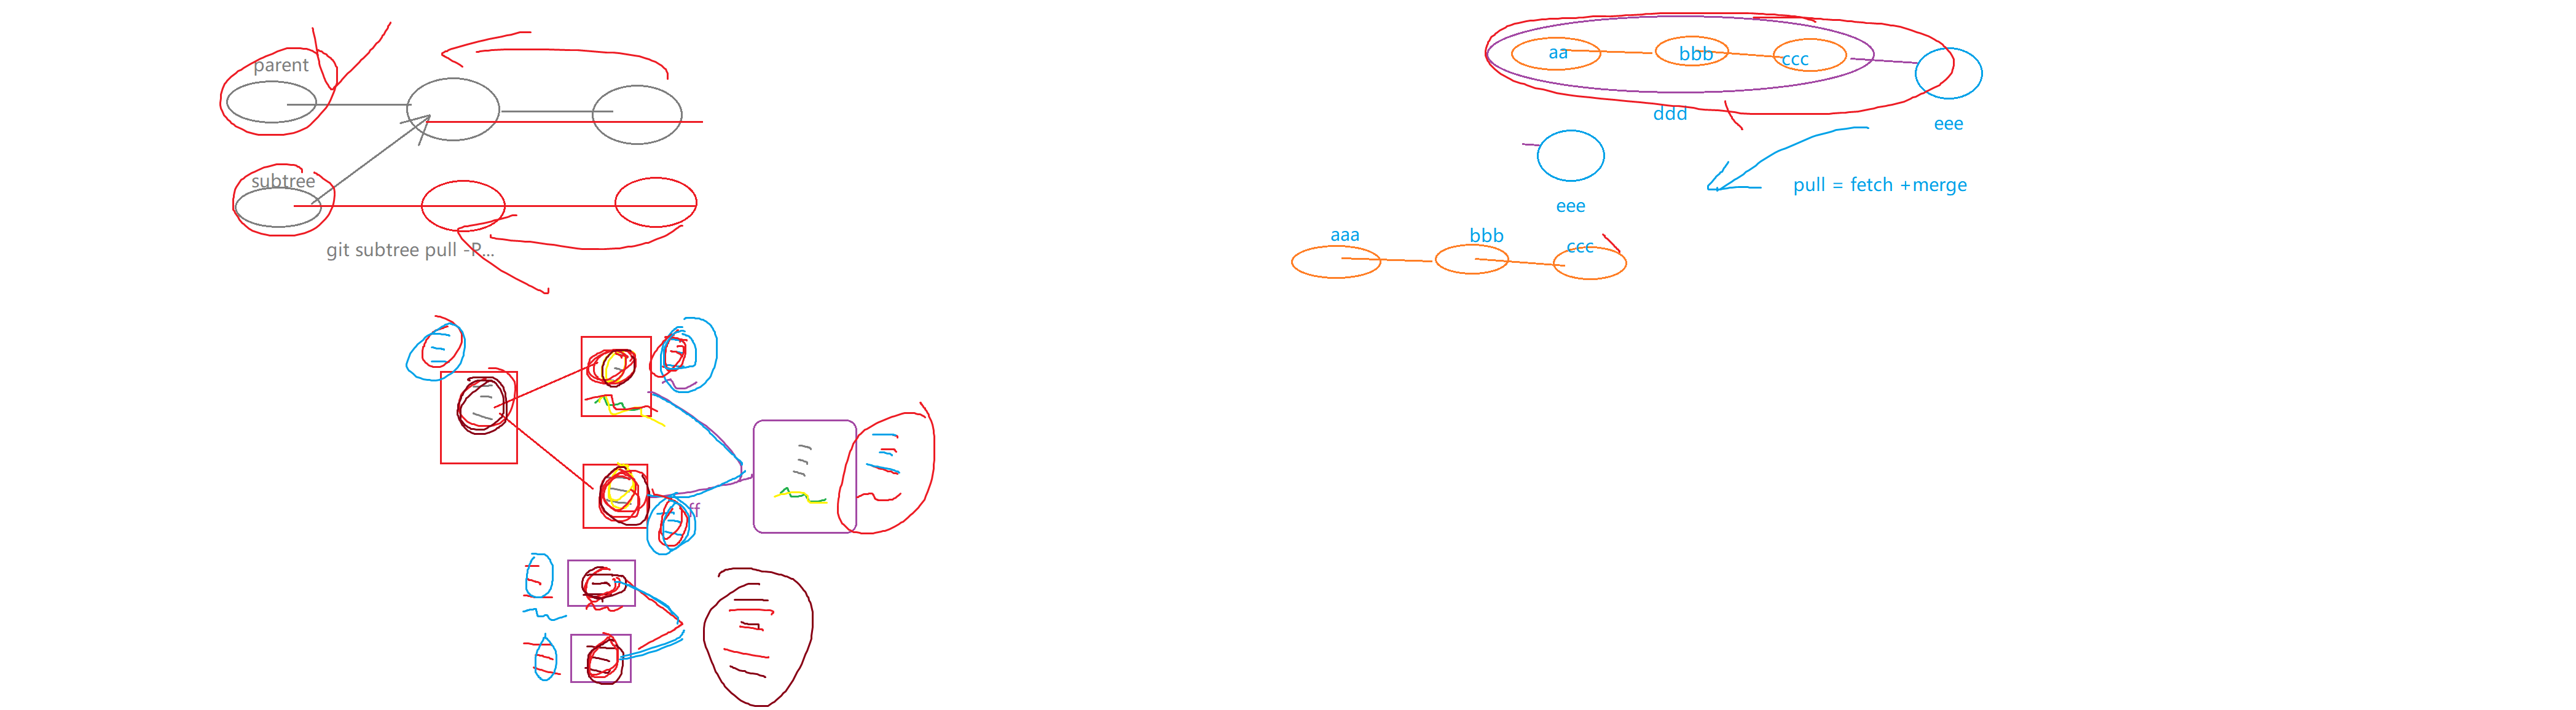 parent
subtree
git subtree pull -P...
ff
aa bbb ccc
ddd
eee
pull = fetch +merge
eee
aaa bbb ccc